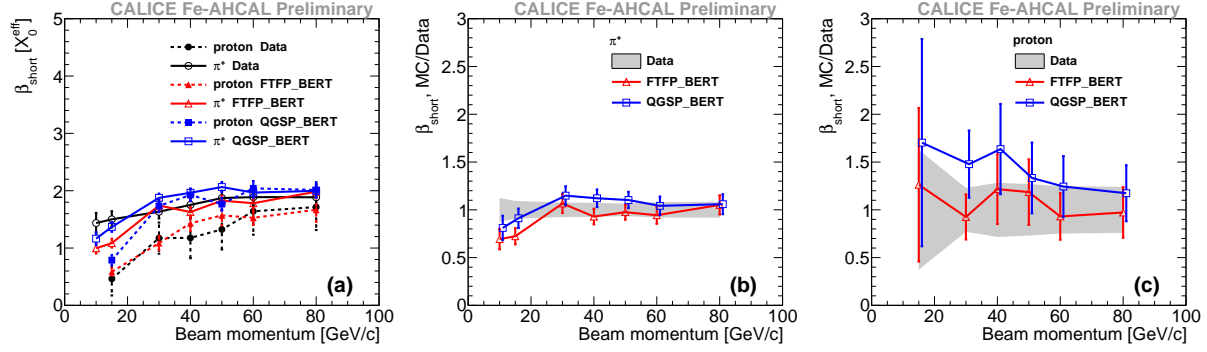 CALICE Fe-AHCAL Preliminary
β_short [X_0^eff]
5
4
3
2
1
0
proton Data
π⁺ Data
proton FTFP_BERT
π⁺ FTFP_BERT
proton QGSP_BERT
π⁺ QGSP_BERT
(a)
0 20 40 60 80 100
Beam momentum [GeV/c]
CALICE Fe-AHCAL Preliminary
β_short, MC/Data
3
2.5
2
1.5
1
0.5
0
π⁺
Data
FTFP_BERT
QGSP_BERT
(b)
0 20 40 60 80 100
Beam momentum [GeV/c]
CALICE Fe-AHCAL Preliminary
β_short, MC/Data
3
2.5
2
1.5
1
0.5
0
proton
Data
FTFP_BERT
QGSP_BERT
(c)
0 20 40 60 80 100
Beam momentum [GeV/c]